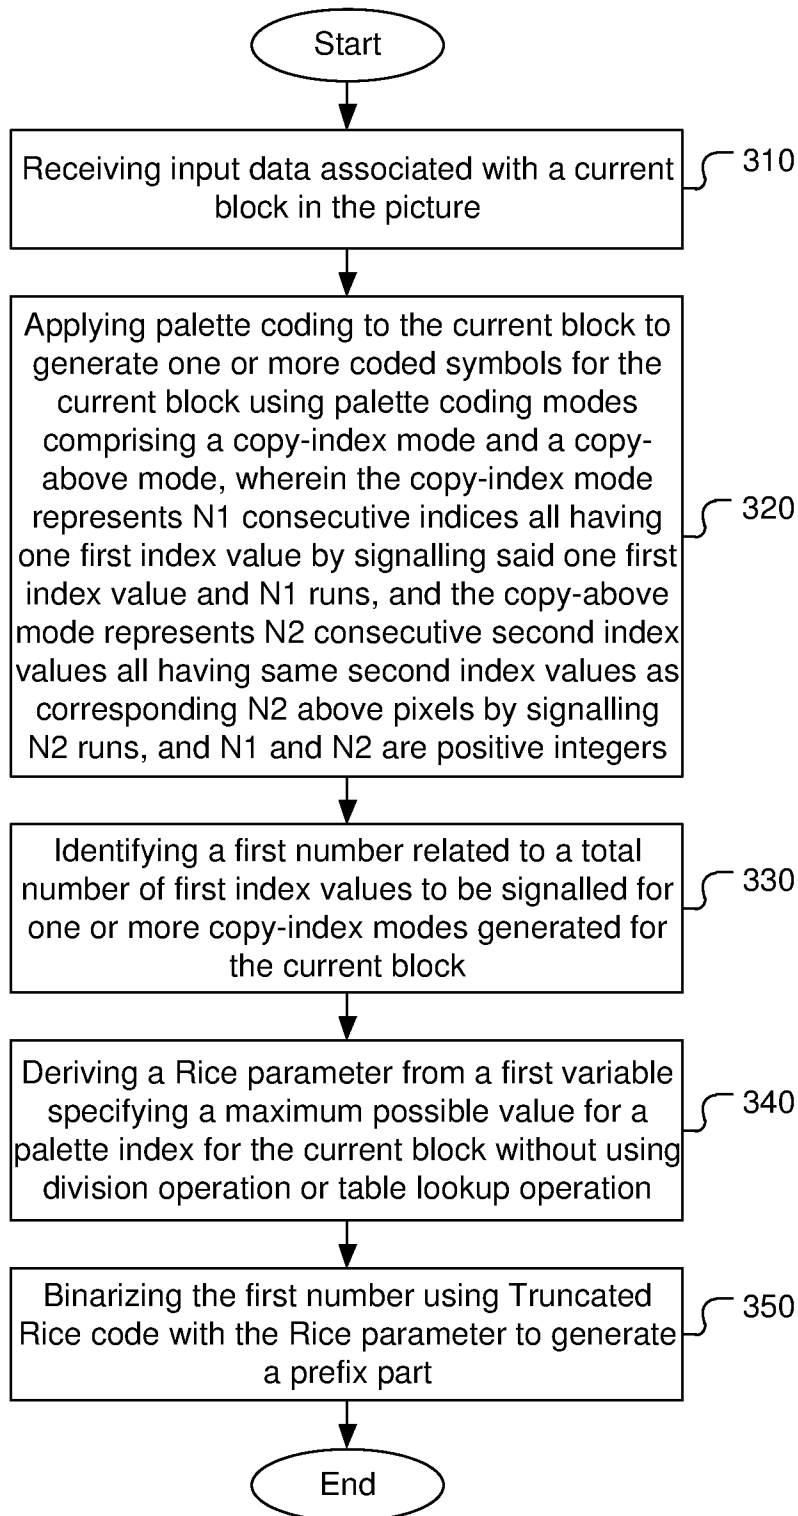 Start
Receiving input data associated with a current
block in the picture
310
Applying palette coding to the current block to
generate one or more coded symbols for the
current block using palette coding modes
comprising a copy-index mode and a copy-
above mode, wherein the copy-index mode
represents N1 consecutive indices all having
one first index value by signalling said one first
index value and N1 runs, and the copy-above
mode represents N2 consecutive second index
values all having same second index values as
corresponding N2 above pixels by signalling
N2 runs, and N1 and N2 are positive integers
320
Identifying a first number related to a total
number of first index values to be signalled for
one or more copy-index modes generated for
the current block
330
Deriving a Rice parameter from a first variable
specifying a maximum possible value for a
palette index for the current block without using
division operation or table lookup operation
340
Binarizing the first number using Truncated
Rice code with the Rice parameter to generate
a prefix part
350
End